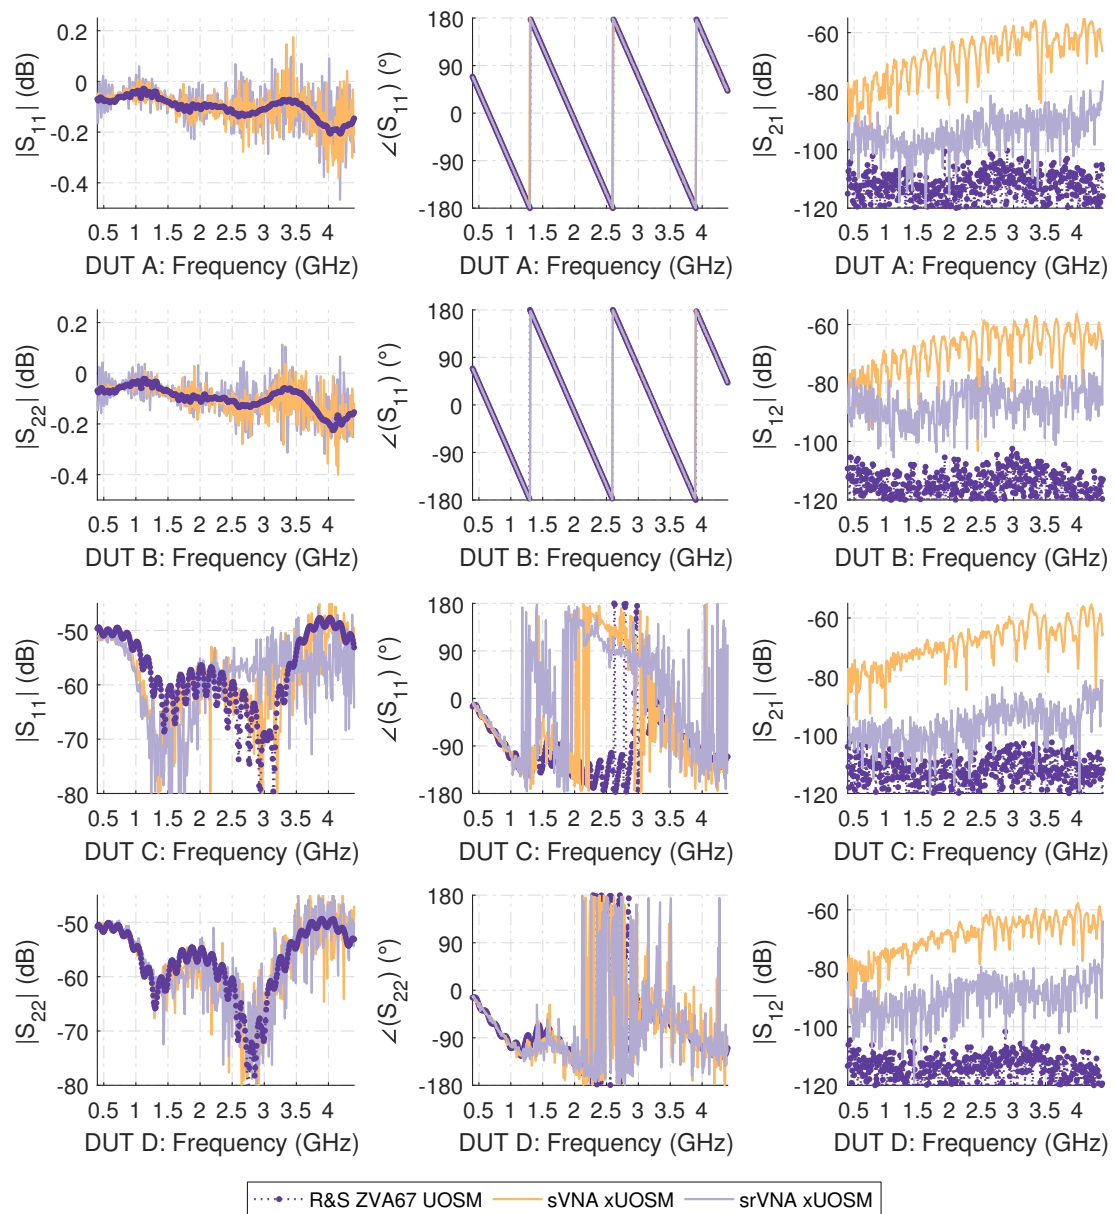 0.2
0
-0.2
-0.4
|S11| (dB)
0.5 1 1.5 2 2.5 3 3.5 4
DUT A: Frequency (GHz)
180
90
0
-90
-180
∠(S11) (°)
0.5 1 1.5 2 2.5 3 3.5 4
DUT A: Frequency (GHz)
-60
-80
-100
-120
|S21| (dB)
0.5 1 1.5 2 2.5 3 3.5 4
DUT A: Frequency (GHz)
0.2
0
-0.2
-0.4
|S22| (dB)
0.5 1 1.5 2 2.5 3 3.5 4
DUT B: Frequency (GHz)
180
90
0
-90
-180
∠(S11) (°)
0.5 1 1.5 2 2.5 3 3.5 4
DUT B: Frequency (GHz)
-60
-80
-100
-120
|S12| (dB)
0.5 1 1.5 2 2.5 3 3.5 4
DUT B: Frequency (GHz)
-50
-60
-70
-80
|S11| (dB)
0.5 1 1.5 2 2.5 3 3.5 4
DUT C: Frequency (GHz)
180
90
0
-90
-180
∠(S11) (°)
0.5 1 1.5 2 2.5 3 3.5 4
DUT C: Frequency (GHz)
-60
-80
-100
-120
|S21| (dB)
0.5 1 1.5 2 2.5 3 3.5 4
DUT C: Frequency (GHz)
-50
-60
-70
-80
|S22| (dB)
0.5 1 1.5 2 2.5 3 3.5 4
DUT D: Frequency (GHz)
180
90
0
-90
-180
∠(S22) (°)
0.5 1 1.5 2 2.5 3 3.5 4
DUT D: Frequency (GHz)
-60
-80
-100
-120
|S12| (dB)
0.5 1 1.5 2 2.5 3 3.5 4
DUT D: Frequency (GHz)
R&S ZVA67 UOSM sVNA xUOSM srVNA xUOSM